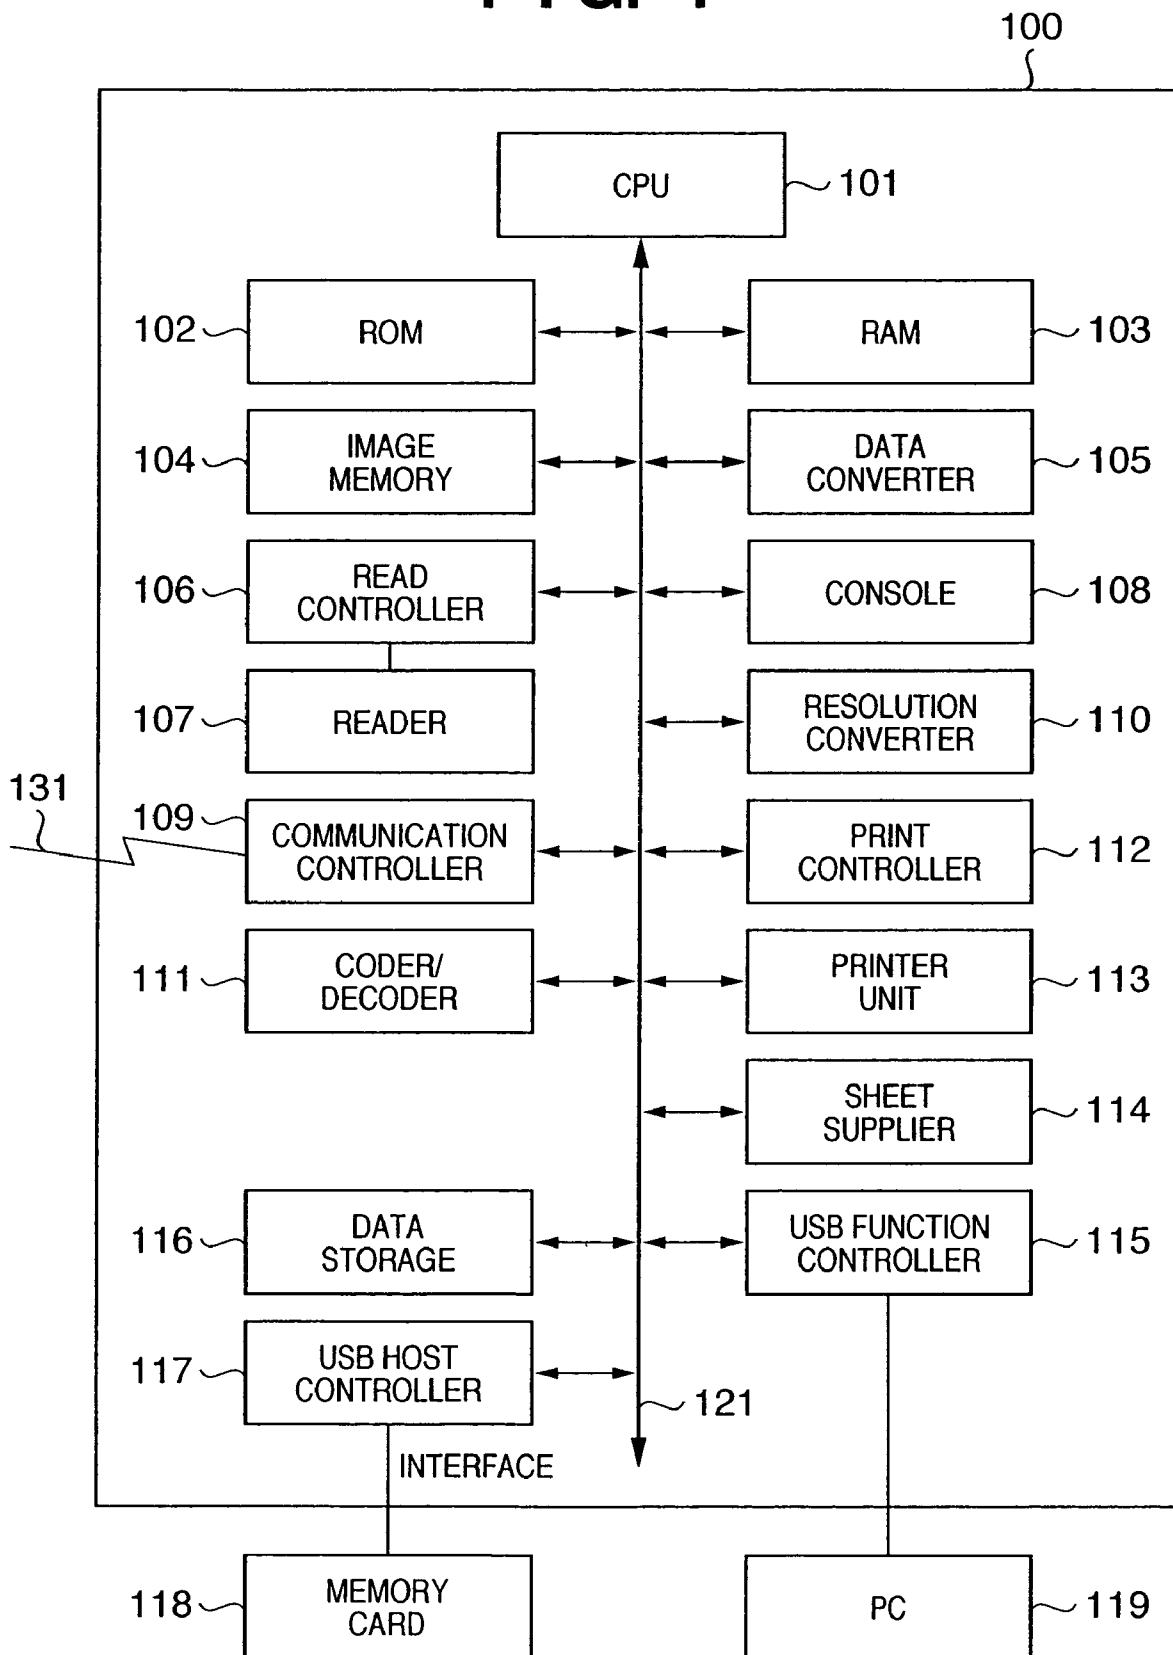 100
CPU
101
102
ROM
RAM
103
104
IMAGE
MEMORY
DATA
CONVERTER
105
106
READ
CONTROLLER
CONSOLE
108
107
READER
RESOLUTION
CONVERTER
110
131
109
COMMUNICATION
CONTROLLER
PRINT
CONTROLLER
112
111
CODER/
DECODER
PRINTER
UNIT
113
SHEET
SUPPLIER
114
116
DATA
STORAGE
USB FUNCTION
CONTROLLER
115
117
USB HOST
CONTROLLER
121
INTERFACE
118
MEMORY
CARD
PC
119